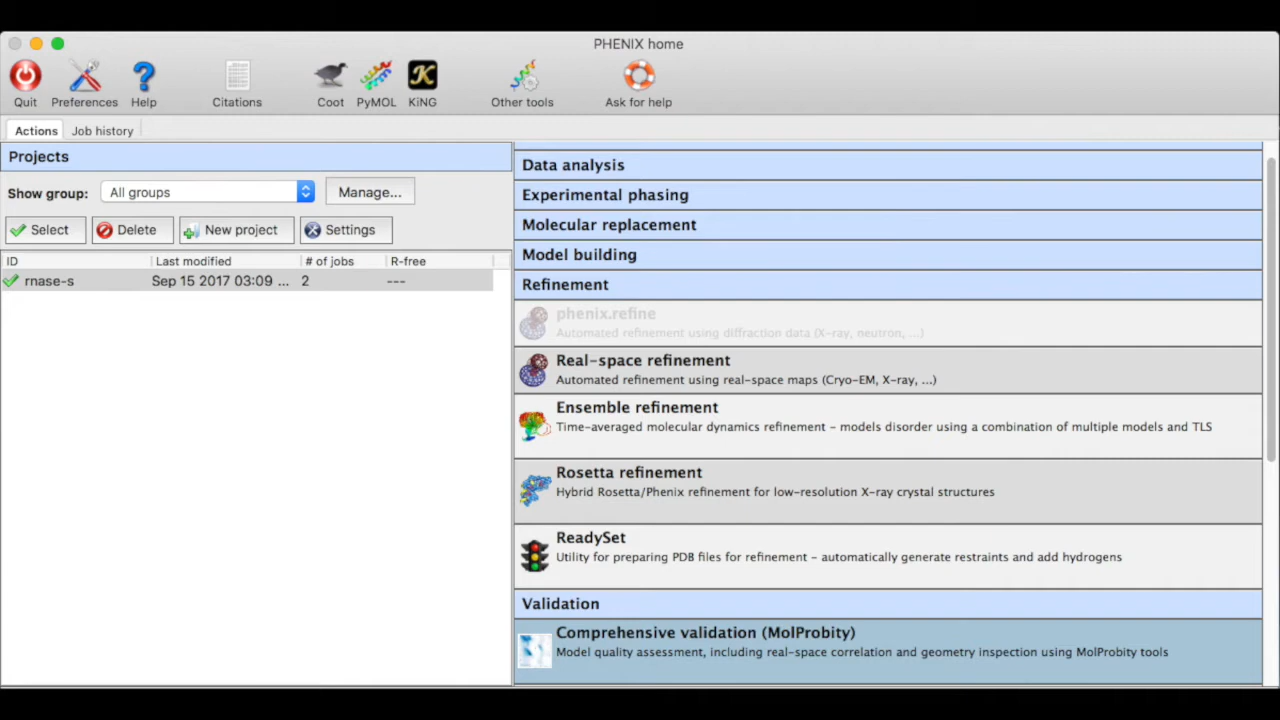 PHENIX home
Quit Preferences Help Citations Coot PyMOL KiNG Other tools Ask for help
Actions Job history
Projects
Show group: All groups Manage...
Select Delete New project Settings
ID Last modified # of jobs R-free
rnase-s Sep 15 2017 03:09 ... 2 ---
Data analysis
Experimental phasing
Molecular replacement
Model building
Refinement
phenix.refine
Automated refinement using diffraction data (X-ray, neutron, ...)
Real-space refinement
Automated refinement using real-space maps (Cryo-EM, X-ray, ...)
Ensemble refinement
Time-averaged molecular dynamics refinement - models disorder using a combination of multiple models and TLS
Rosetta refinement
Hybrid Rosetta/Phenix refinement for low-resolution X-ray crystal structures
ReadySet
Utility for preparing PDB files for refinement - automatically generate restraints and add hydrogens
Validation
Comprehensive validation (MolProbity)
Model quality assessment, including real-space correlation and geometry inspection using MolProbity tools